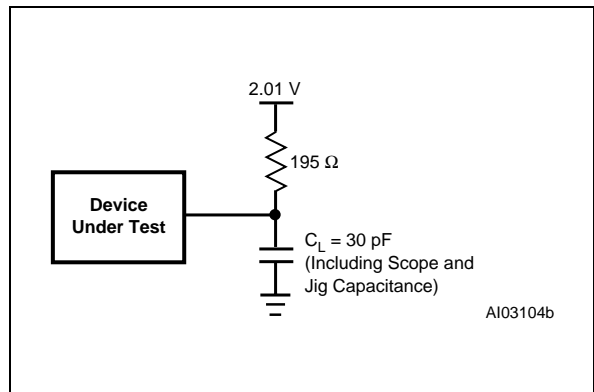 2.01 V
195 Ω
Device
Under Test
C_L = 30 pF
(Including Scope and
Jig Capacitance)
AI03104b